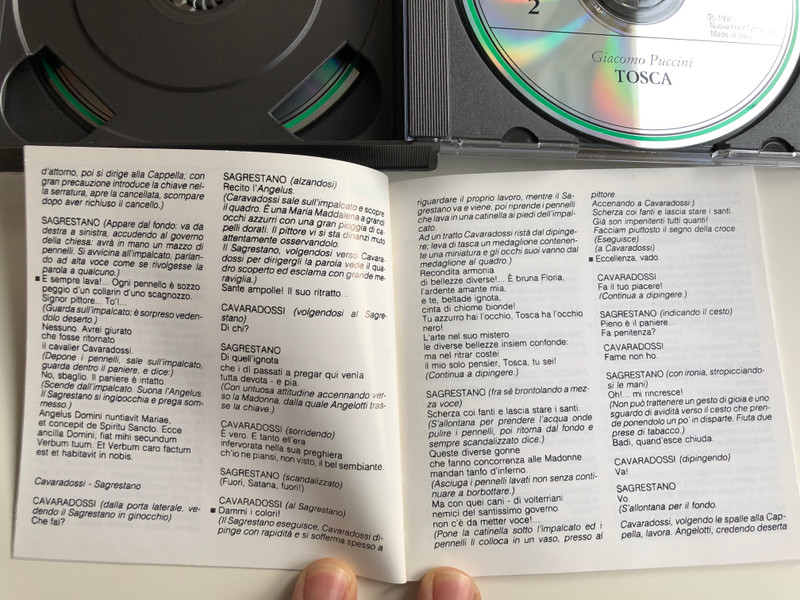 2
℗ 1997
Made in Italy
Giacomo Puccini
TOSCA
d'attorno, poi si dirige alla Cappella; con
gran precauzione introduce la chiave nel-
la serratura, apre la cancellata, scompare
dopo aver richiuso il cancello.)
SAGRESTANO (Appare dal fondo: va da
destra a sinistra, accudendo al governo
della chiesa: avrà in mano un mazzo di
pennelli. Si avvicina all'impalcato, parlan-
do ad alta voce come se rivolgesse la
parola a qualcuno.)
E sempre lava!... Ogni pennello è sozzo
peggio d'un collarin d'uno scagnozzo.
Signor pittore... To'!...
(Guarda sull'impalcato; è sorpreso veden-
dolo deserto.)
Nessuno. Avrei giurato
che fosse ritornato
il cavalier Cavaradossi.
(Depone i pennelli, sale sull'impalcato,
guarda dentro il paniere, e dice:)
No, sbaglio. Il paniere è intatto.
(Scende dall'impalcato. Suona l'Angelus.
Il Sagrestano si inginocchia e prega som-
messo.)
Angelus Domini nuntiavit Mariae,
et concepit de Spiritu Sancto. Ecce
ancilla Domini; fiat mihi secundum
Verbum tuum. Et Verbum caro factum
est et habitavit in nobis.
Cavaradossi - Sagrestano
CAVARADOSSI (dalla porta laterale, ve-
dendo il Sagrestano in ginocchio)
Che fai?
SAGRESTANO (alzandosi)
Recito l'Angelus.
(Cavaradossi sale sull'impalcato e scopre
il quadro. È una Maria Maddalena a grandi
occhi azzurri con una gran pioggia di ca-
pelli dorati. Il pittore vi si sta dinanzi muto
attentamente osservandolo.
Il Sagrestano, volgendosi verso Cavara-
dossi per dirigergli la parola vede il qua-
dro scoperto ed esclama con grande me-
raviglia.)
Sante ampolle! Il suo ritratto...
CAVARADOSSI (volgendosi al Sagre-
stano)
Di chi?
SAGRESTANO
Di quell'ignota
che i dì passati a pregar qui venia
tutta devota - e pia.
(Con untuosa attitudine accennando ver-
so la Madonna, dalla quale Angelotti tras-
se la chiave.)
CAVARADOSSI (sorridendo)
È vero. E tanto ell'era
infervorata nella sua preghiera
ch'io ne piansi, non visto, il bel sembiante.
SAGRESTANO (scandalizzato)
(Fuori, Satana, fuori!)
CAVARADOSSI (al Sagrestano)
Dammi i colori!
(Il Sagrestano eseguisce, Cavaradossi di-
pinge con rapidità e si sofferma spesso a
riguardare il proprio lavoro, mentre il Sa-
grestano va e viene, poi riprende i pennelli
che lava in una catinella ai piedi dell'impal-
cato.
Ad un tratto Cavaradossi ristà dal dipinge-
re; leva di tasca un medaglione contenen-
te una miniatura e gli occhi suoi vanno dal
medaglione al quadro.)
Recondita armonia
di bellezze diverse!... È bruna Floria,
l'ardente amante mia,
e te, beltade ignota,
cinta di chiome bionde!
Tu azzurro hai l'occhio, Tosca ha l'occhio
nero!
L'arte nel suo mistero
le diverse bellezze insiem confonde:
ma nel ritrar costei
il mio solo pensier, Tosca, tu sei!
(Continua a dipingere.)
SAGRESTANO (fra sè brontolando a mez-
za voce)
Scherza coi fanti e lascia stare i santi.
(S'allontana per prendere l'acqua onde
pulire i pennelli, poi ritorna dal fondo e
sempre scandalizzato dice.)
Queste diverse gonne
che fanno concorrenza alle Madonne
mandan tanfo d'inferno.
(Asciuga i pennelli lavati non senza conti-
nuare a borbottare.)
Ma con quei cani - di volterriani
nemici del santissimo governo
non c'è da metter voce!...
(Pone la catinella sotto l'impalcato ed i
pennelli li colloca in un vaso, presso al
pittore.
Accennando a Cavaradossi:)
Scherza coi fanti e lascia stare i santi.
Già son impenitenti tutti quanti!
Facciam piuttosto il segno della croce.
(Eseguisce)
(a Cavaradossi)
Eccellenza, vado.
CAVARADOSSI
Fa il tuo piacere!
(Continua a dipingere.)
SAGRESTANO (indicando il cesto)
Pieno è il paniere...
Fa penitenza?
CAVARADOSSI
Fame non ho.
SAGRESTANO (con ironia, stropicciando-
si le mani)
Oh!... mi incresce!
(Non può trattenere un gesto di gioia e uno
sguardo di avidità verso il cesto che pren-
de ponendolo un po' in disparte. Fiuta due
prese di tabacco.)
Badi, quand'esce chiuda.
CAVARADOSSI (dipingendo)
Va!
SAGRESTANO
Vo.
(S'allontana per il fondo.
Cavaradossi, volgendo le spalle alla Cap-
pella, lavora. Angelotti, credendo deserta